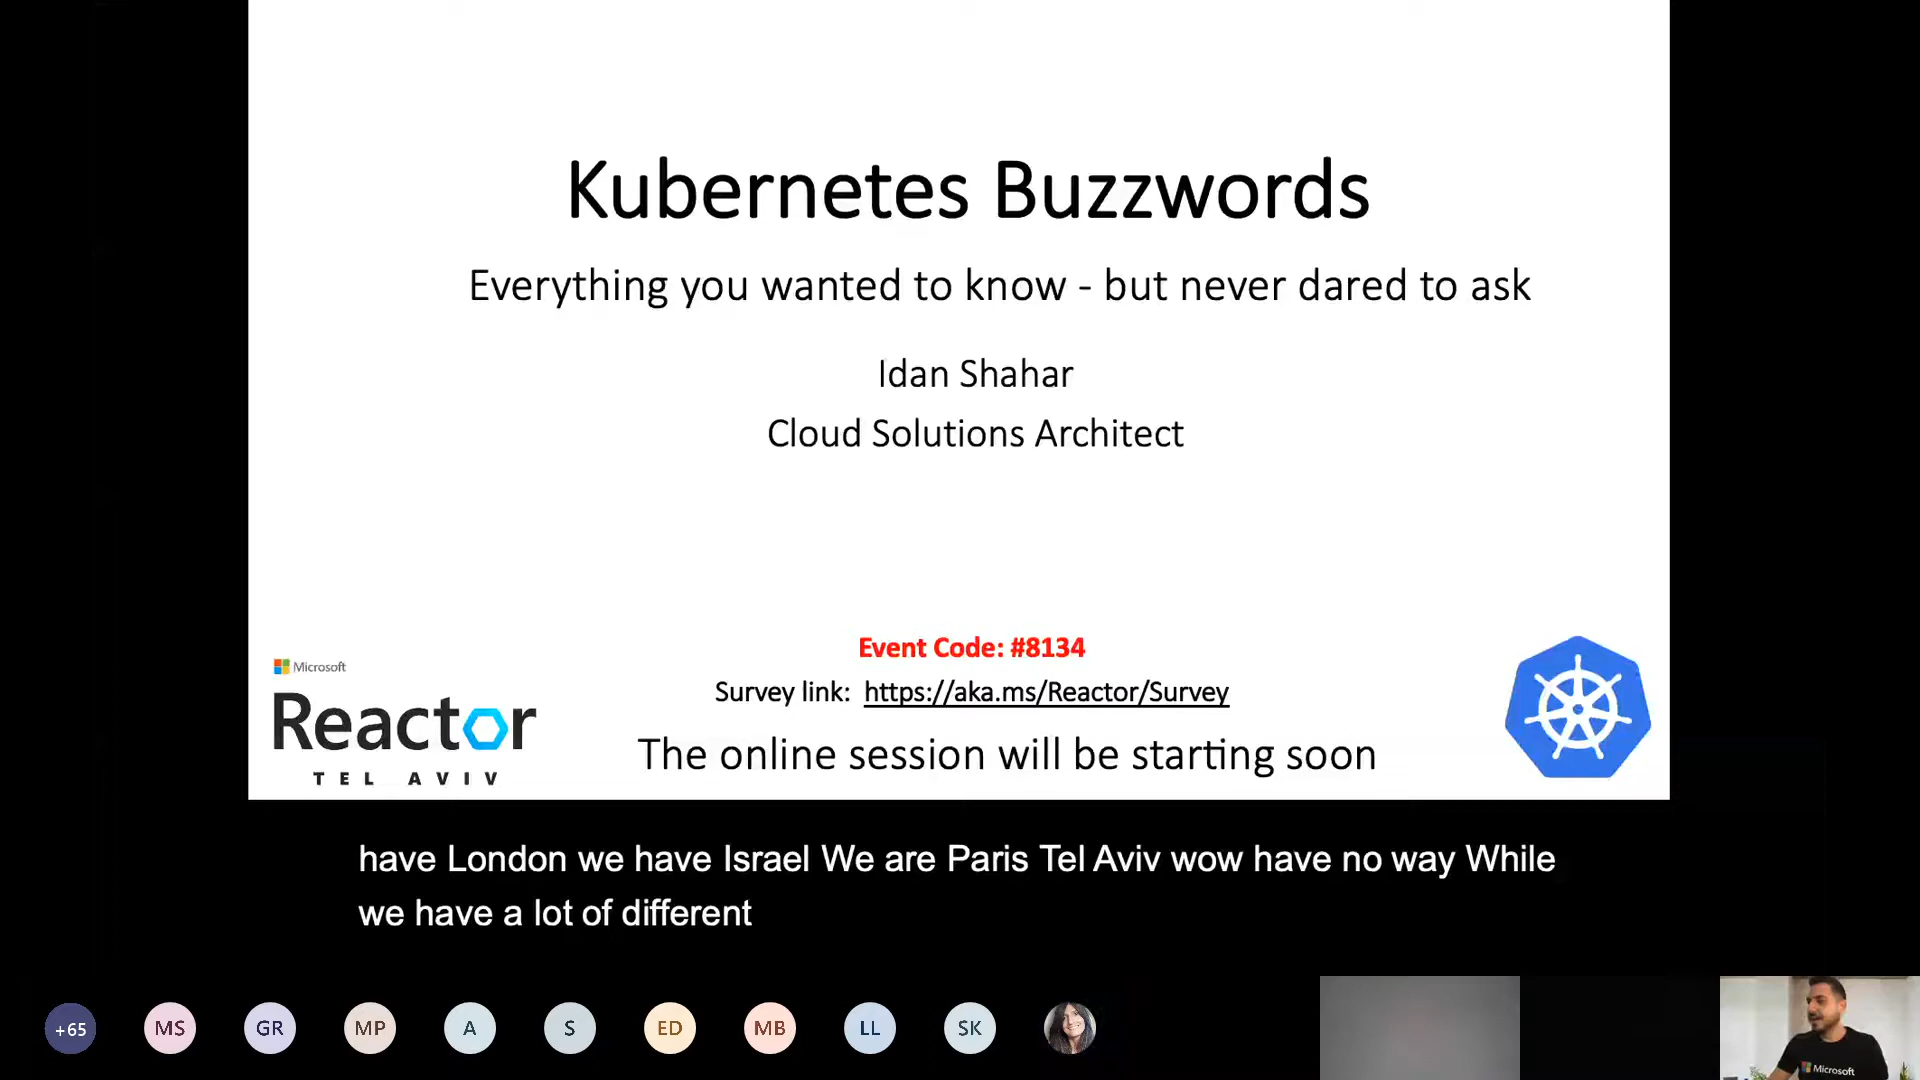 Kubernetes Buzzwords
Everything you wanted to know - but never dared to ask
Idan Shahar
Cloud Solutions Architect
Event Code: #8134
Survey link: https://aka.ms/Reactor/Survey
The online session will be starting soon
Microsoft
Reactor
TEL AVIV
have London we have Israel We are Paris Tel Aviv wow have no way While
we have a lot of different
+65
MS
GR
MP
A
S
ED
MB
LL
SK
Microsoft